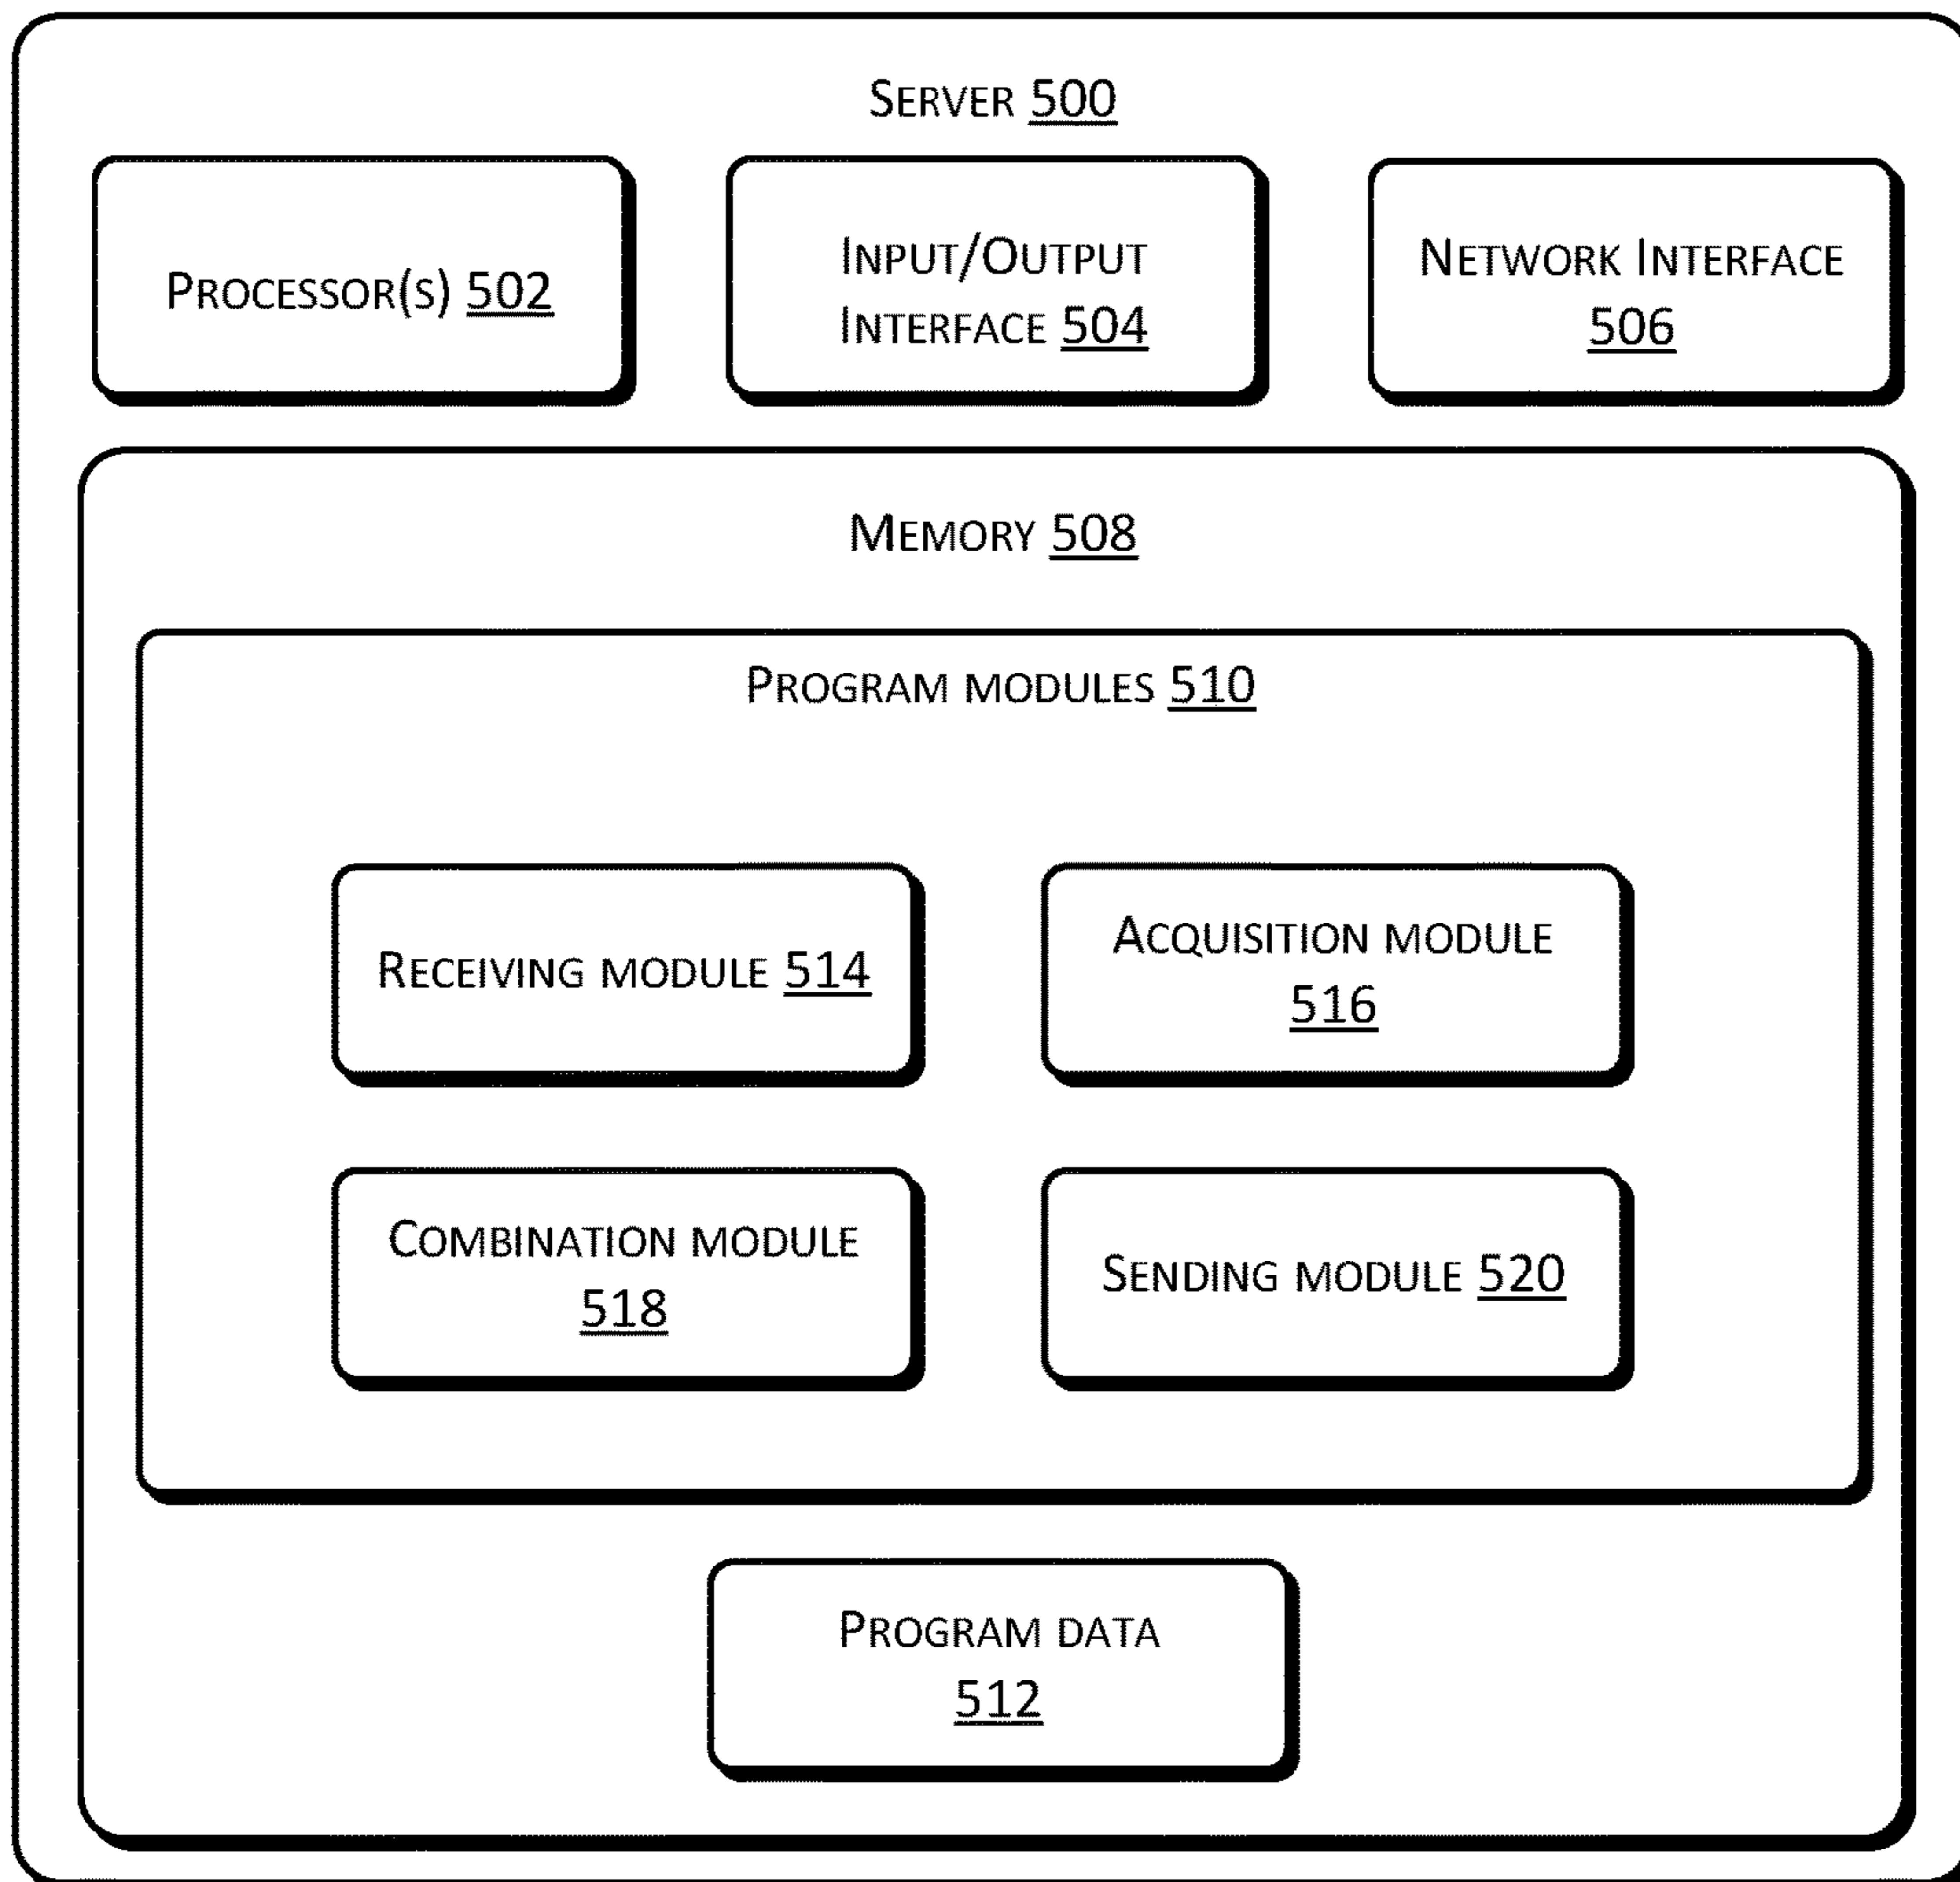 SERVER 500
PROCESSOR(S) 502
INPUT/OUTPUT
INTERFACE 504
NETWORK INTERFACE
506
MEMORY 508
PROGRAM MODULES 510
RECEIVING MODULE 514
ACQUISITION MODULE
516
COMBINATION MODULE
518
SENDING MODULE 520
PROGRAM DATA
512